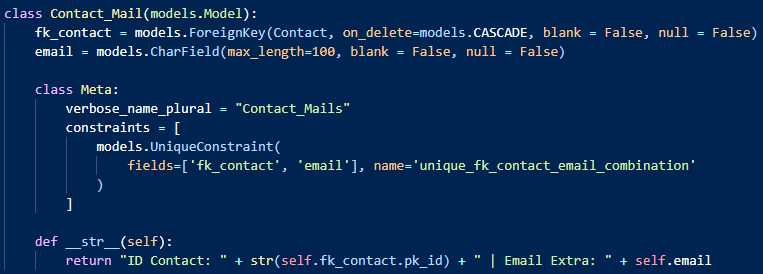 class Contact_Mail(models.Model):
    fk_contact = models.ForeignKey(Contact, on_delete=models.CASCADE, blank = False, null = False)
    email = models.CharField(max_length=100, blank = False, null = False)

    class Meta:
        verbose_name_plural = "Contact_Mails"
        constraints = [
            models.UniqueConstraint(
                fields=['fk_contact', 'email'], name='unique_fk_contact_email_combination'
            )
        ]

    def __str__(self):
        return "ID Contact: " + str(self.fk_contact.pk_id) + " | Email Extra: " + self.email